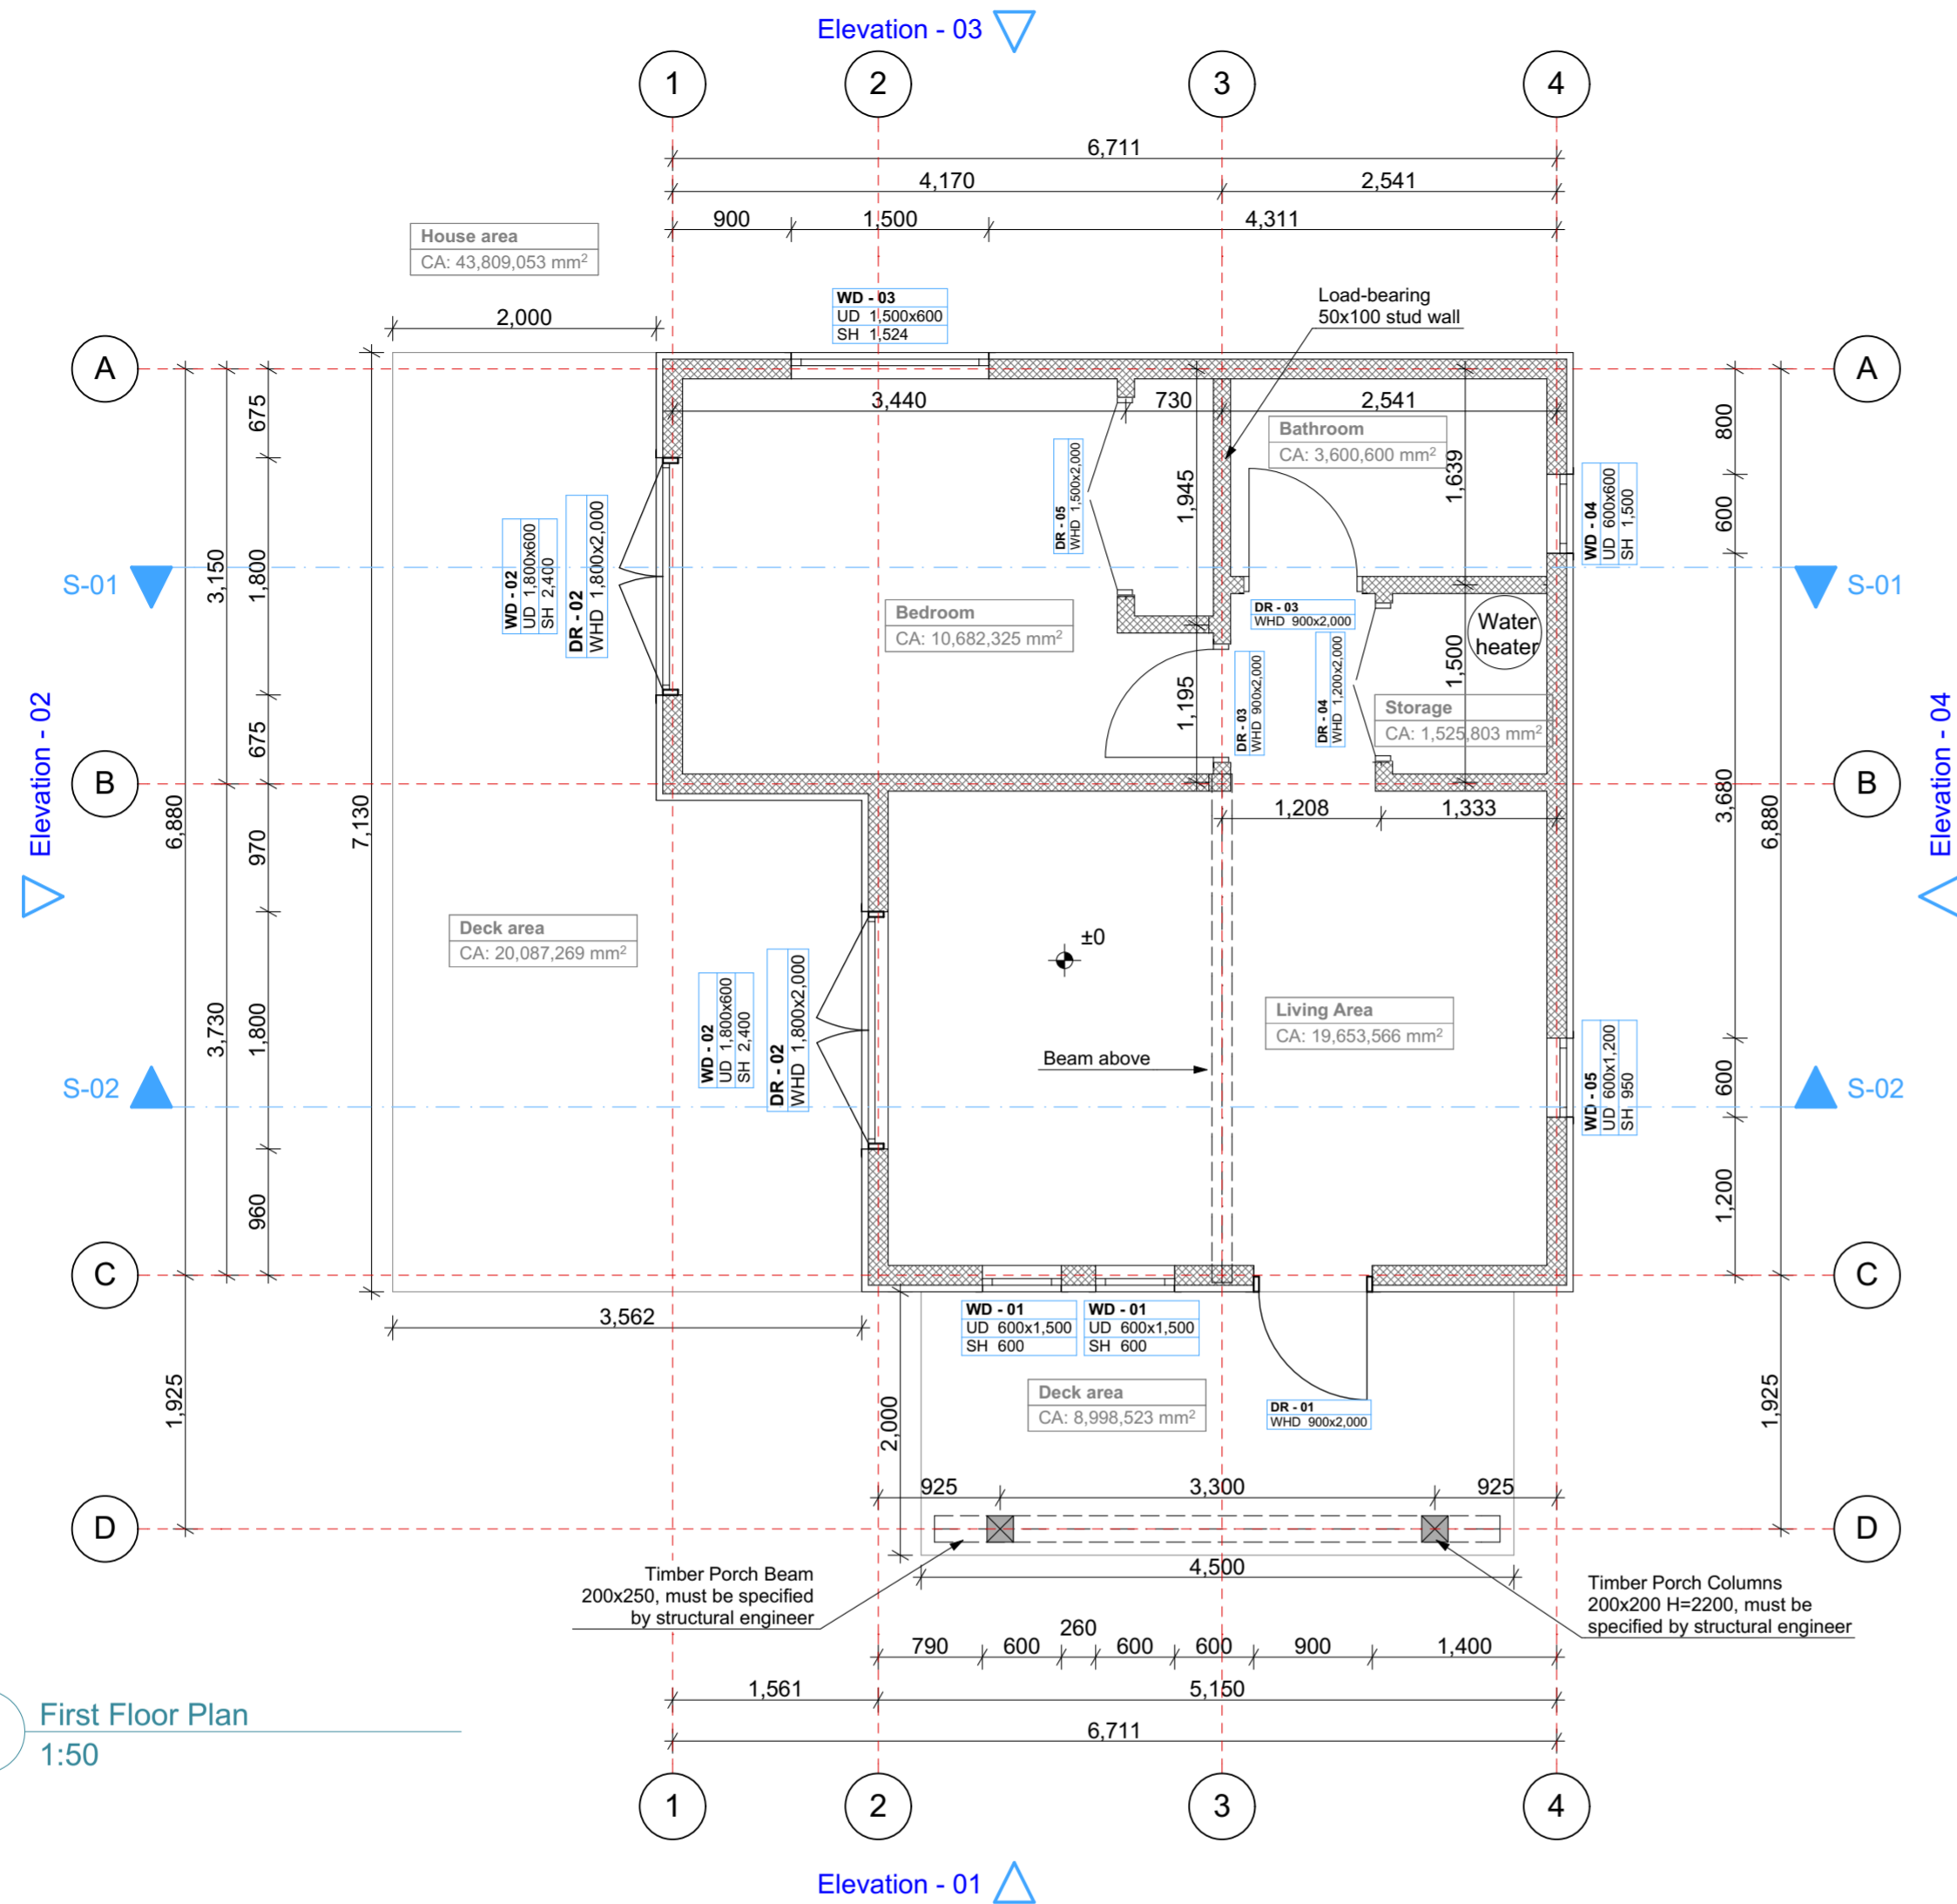 Elevation - 03
1
2
3
4
6,711
4,170
2,541
900
1,500
4,311
House area
CA: 43,809,053 mm²
2,000
WD - 03
UD 1,500x600
SH 1,524
Load-bearing
50x100 stud wall
A
A
675
3,440
730
2,541
Bathroom
CA: 3,600,600 mm²
800
1,639
DR - 05
WHD 1,500x2,000
1,945
WD - 04
UD 600x600
SH 1,500
600
WD - 02
UD 1,800x600
SH 2,400
DR - 02
WHD 1,800x2,000
3,150
1,800
S-01
S-01
Bedroom
CA: 10,682,325 mm²
DR - 03
WHD 900x2,000
Water
heater
1,500
DR - 04
WHD 1,200x2,000
DR - 03
WHD 900x2,000
1,195
Storage
CA: 1,525,803 mm²
675
Elevation - 02
Elevation - 04
B
B
6,880
7,130
970
1,208
1,333
3,680
6,880
Deck area
CA: 20,087,269 mm²
±0
WD - 02
UD 1,800x600
SH 2,400
DR - 02
WHD 1,800x2,000
3,730
1,800
Living Area
CA: 19,653,566 mm²
Beam above
WD - 05
UD 600x1,200
SH 950
600
S-02
S-02
960
1,200
C
C
3,562
WD - 01
UD 600x1,500
SH 600
WD - 01
UD 600x1,500
SH 600
1,925
2,000
Deck area
CA: 8,998,523 mm²
DR - 01
WHD 900x2,000
1,925
925
3,300
925
D
D
4,500
Timber Porch Beam
200x250, must be specified
by structural engineer
Timber Porch Columns
200x200 H=2200, must be
specified by structural engineer
790
600
260
600
600
900
1,400
1,561
5,150
6,711
First Floor Plan
1:50
1
2
3
4
Elevation - 01